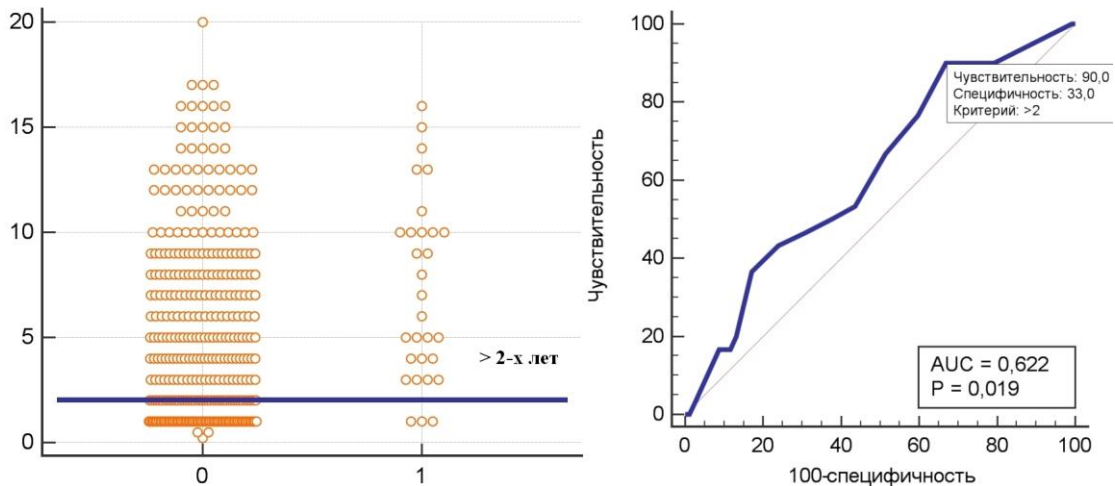 20
15
10
5
0
0
1
> 2-х лет
Чувствительность
100
80
60
40
20
0
Чувствительность: 90,0
Специфичность: 33,0
Критерий: >2
AUC = 0,622
P = 0,019
0
20
40
60
80
100
100-специфичность